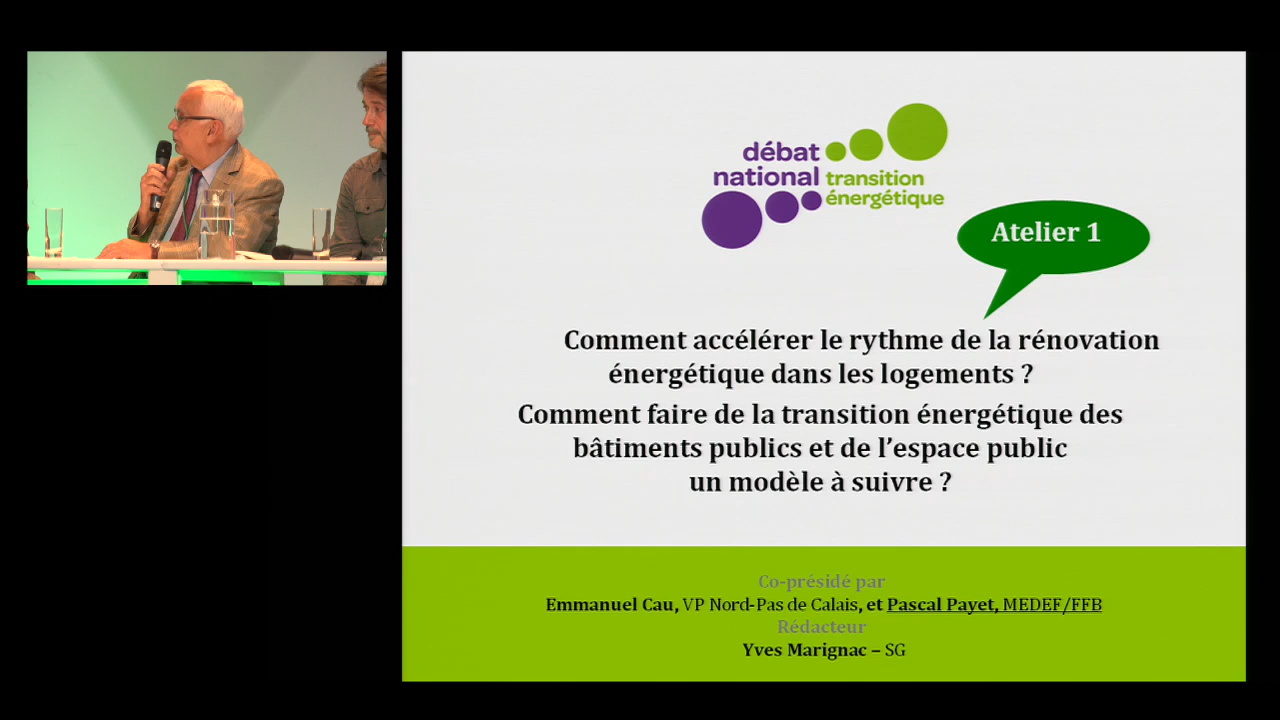 débat
national
transition
énergétique
Atelier 1
Comment accélérer le rythme de la rénovation
énergétique dans les logements ?
Comment faire de la transition énergétique des
bâtiments publics et de l’espace public
un modèle à suivre ?
Co-présidé par
Emmanuel Cau, VP Nord-Pas de Calais, et Pascal Payet, MEDEF/FFB
Rédacteur
Yves Marignac – SG